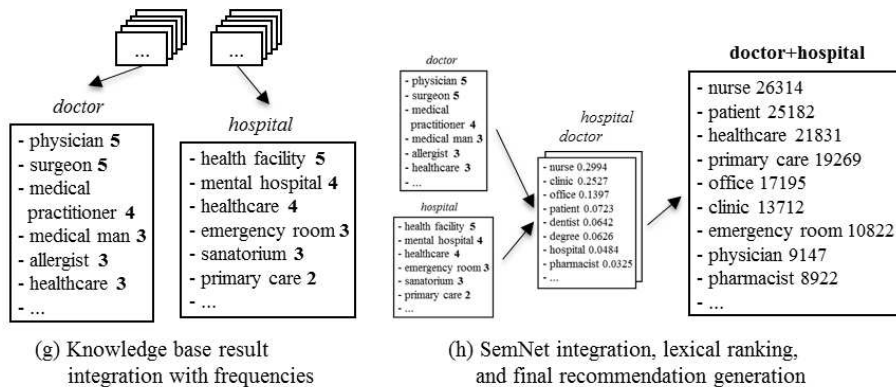 ...
...
doctor
- physician 5
- surgeon 5
- medical
practitioner 4
- medical man 3
- allergist 3
- healthcare 3
- ...
hospital
- health facility 5
- mental hospital 4
- healthcare 4
- emergency room 3
- sanatorium 3
- primary care 2
- ...
(g) Knowledge base result
integration with frequencies
doctor
- physician 5
- surgeon 5
- medical
practitioner 4
- medical man 3
- allergist 3
- healthcare 3
- ...
hospital
- health facility 5
- mental hospital 4
- healthcare 4
- emergency room 3
- sanatorium 3
- primary care 2
- ...
hospital
doctor
- nurse 0.2994
- clinic 0.2527
- office 0.1397
- patient 0.0723
- dentist 0.0642
- degree 0.0626
- hospital 0.0484
- pharmacist 0.0325
- ...
doctor+hospital
- nurse 26314
- patient 25182
- healthcare 21831
- primary care 19269
- office 17195
- clinic 13712
- emergency room 10822
- physician 9147
- pharmacist 8922
- ...
(h) SemNet integration, lexical ranking,
and final recommendation generation